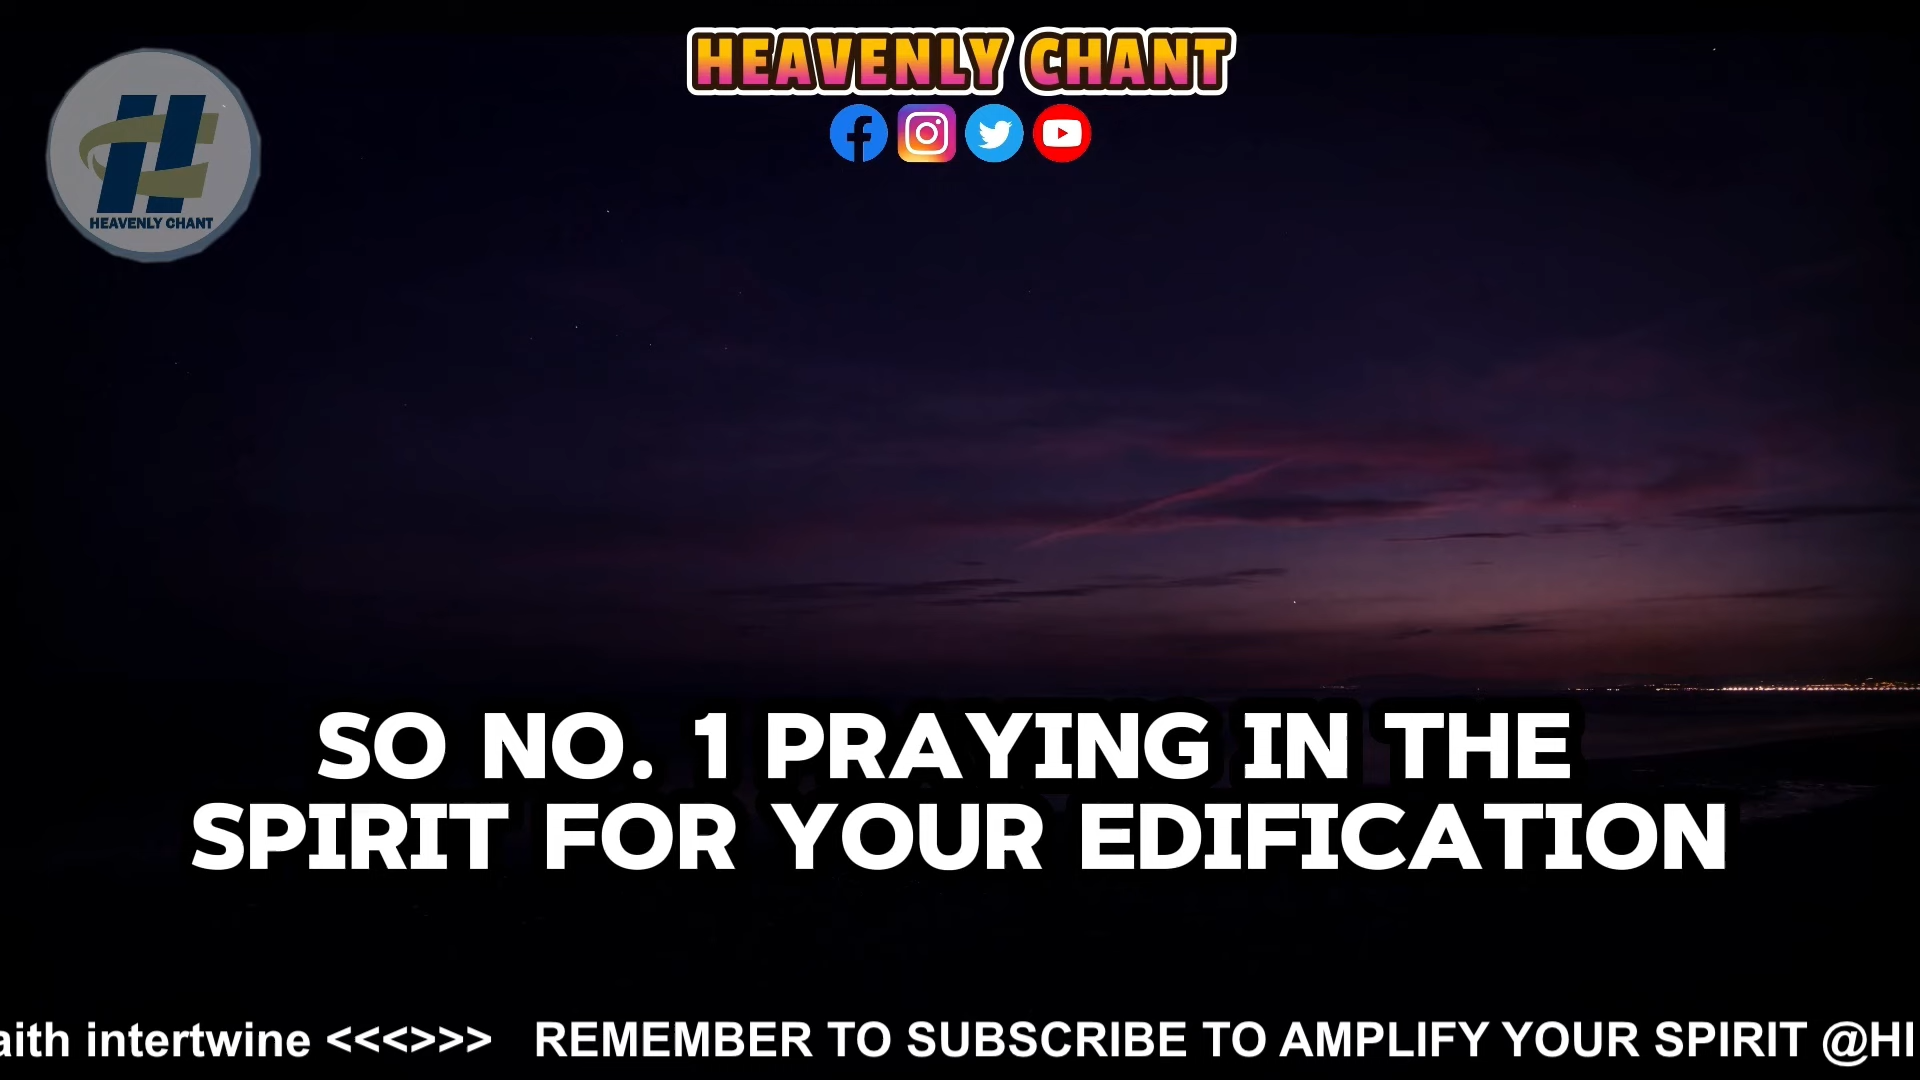 HEAVENLY CHANT
HEAVENLY CHANT
SO NO. 1 PRAYING IN THE
SPIRIT FOR YOUR EDIFICATION
aith intertwine <<<>>> REMEMBER TO SUBSCRIBE TO AMPLIFY YOUR SPIRIT @HI